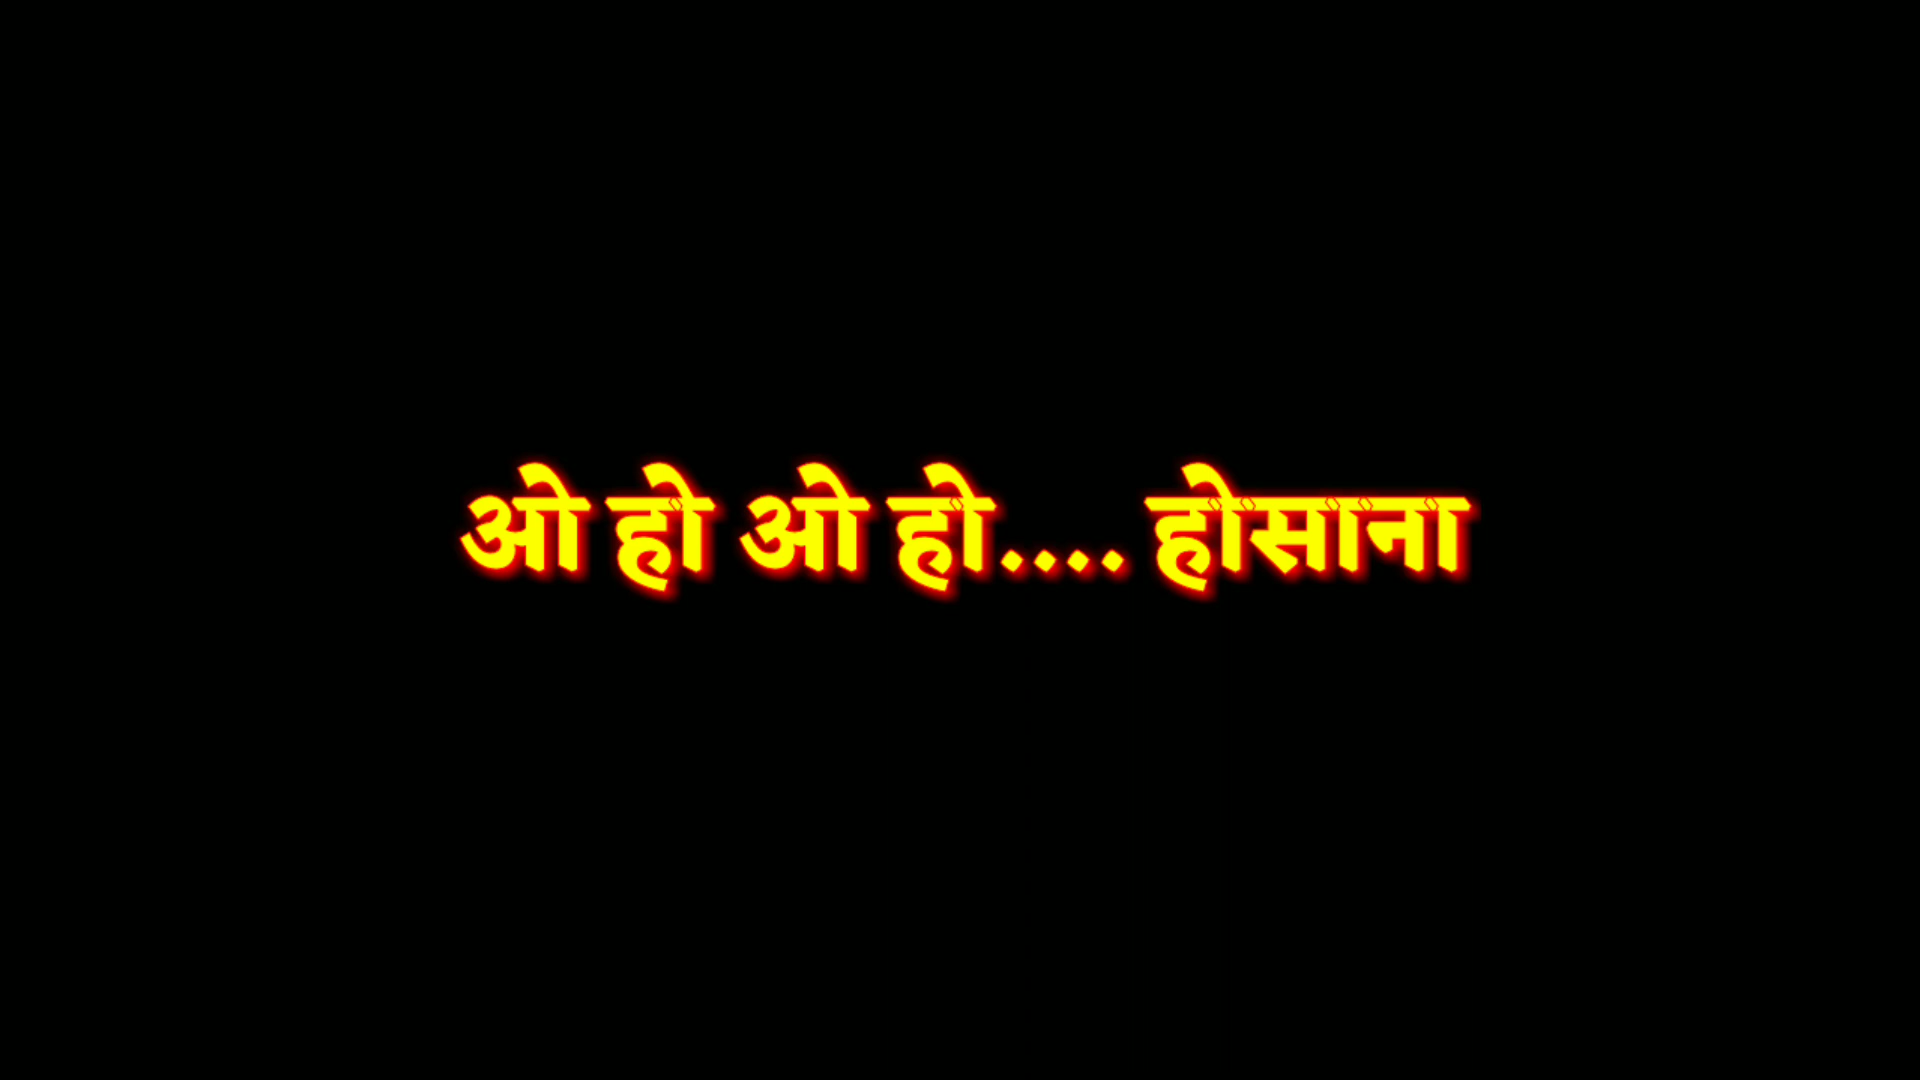 ओ हो ओ हो.... होसाना